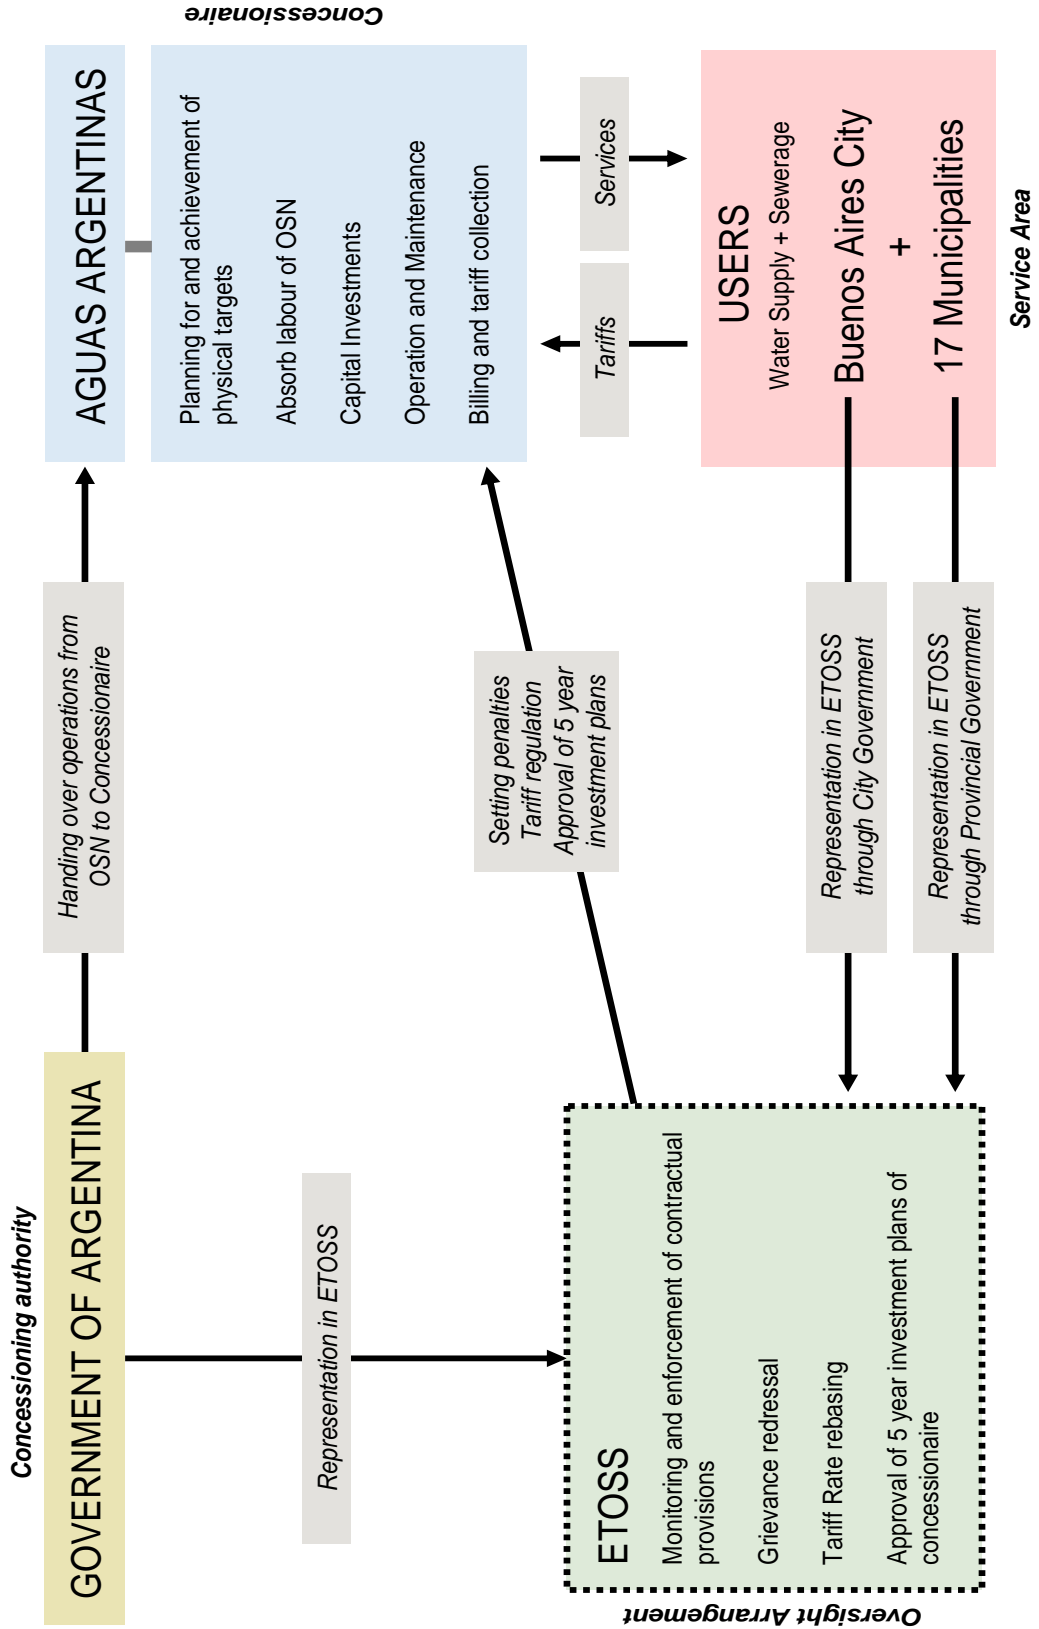 Concessioning authority
GOVERNMENT OF ARGENTINA
Handing over operations from
OSN to Concessionaire
AGUAS ARGENTINAS
Concessionaire
Planning for and achievement of
physical targets
Absorb labour of OSN
Capital Investments
Operation and Maintenance
Billing and tariff collection
Representation in ETOSS
Setting penalties
Tariff regulation
Approval of 5 year
investment plans
Tariffs
Services
Oversight Arrangement
ETOSS
Monitoring and enforcement of contractual
provisions
Grievance redressal
Tariff Rate rebasing
Approval of 5 year investment plans of
concessionaire
Representation in ETOSS
through City Government
Representation in ETOSS
through Provincial Government
USERS
Water Supply + Sewerage
Buenos Aires City
+
17 Municipalities
Service Area